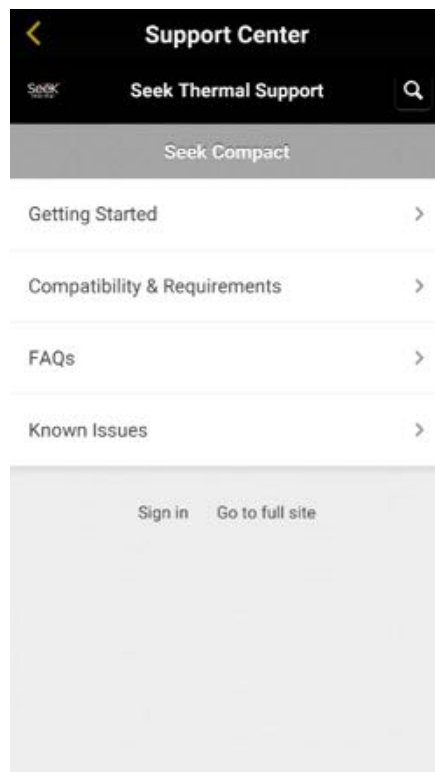 Support Center
Seek Thermal Support
Seek Compact
Getting Started
Compatibility & Requirements
FAQs
Known Issues
Sign in Go to full site